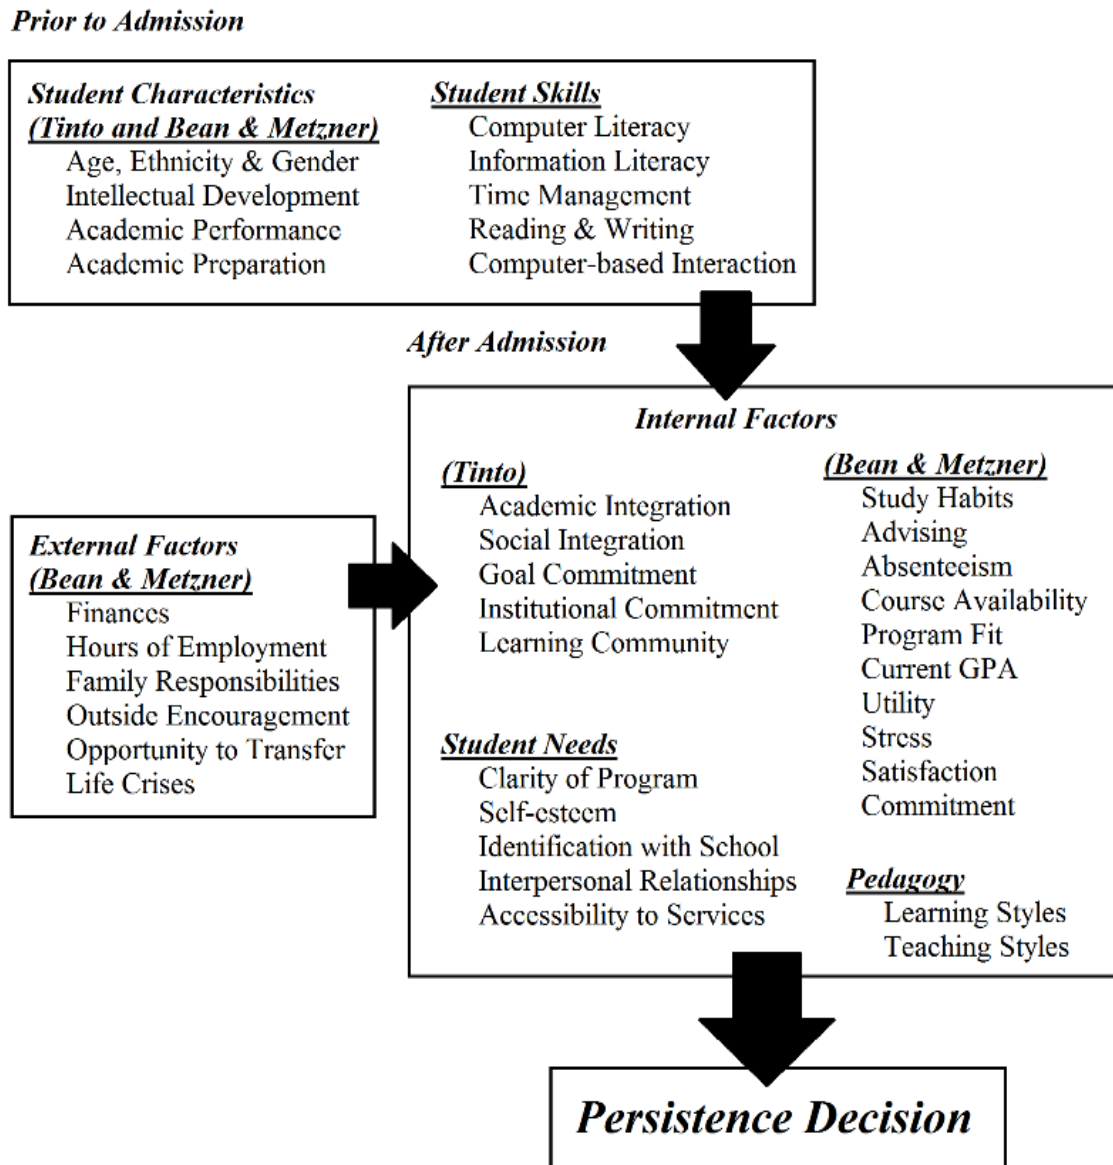 Prior to Admission
Student Characteristics
(Tinto and Bean & Metzner)
Age, Ethnicity & Gender
Intellectual Development
Academic Performance
Academic Preparation
Student Skills
Computer Literacy
Information Literacy
Time Management
Reading & Writing
Computer-based Interaction
After Admission
External Factors
(Bean & Metzner)
Finances
Hours of Employment
Family Responsibilities
Outside Encouragement
Opportunity to Transfer
Life Crises
Internal Factors
(Tinto)
Academic Integration
Social Integration
Goal Commitment
Institutional Commitment
Learning Community
(Bean & Metzner)
Study Habits
Advising
Absenteeism
Course Availability
Program Fit
Current GPA
Utility
Stress
Satisfaction
Commitment
Student Needs
Clarity of Program
Self-esteem
Identification with School
Interpersonal Relationships
Accessibility to Services
Pedagogy
Learning Styles
Teaching Styles
Persistence Decision